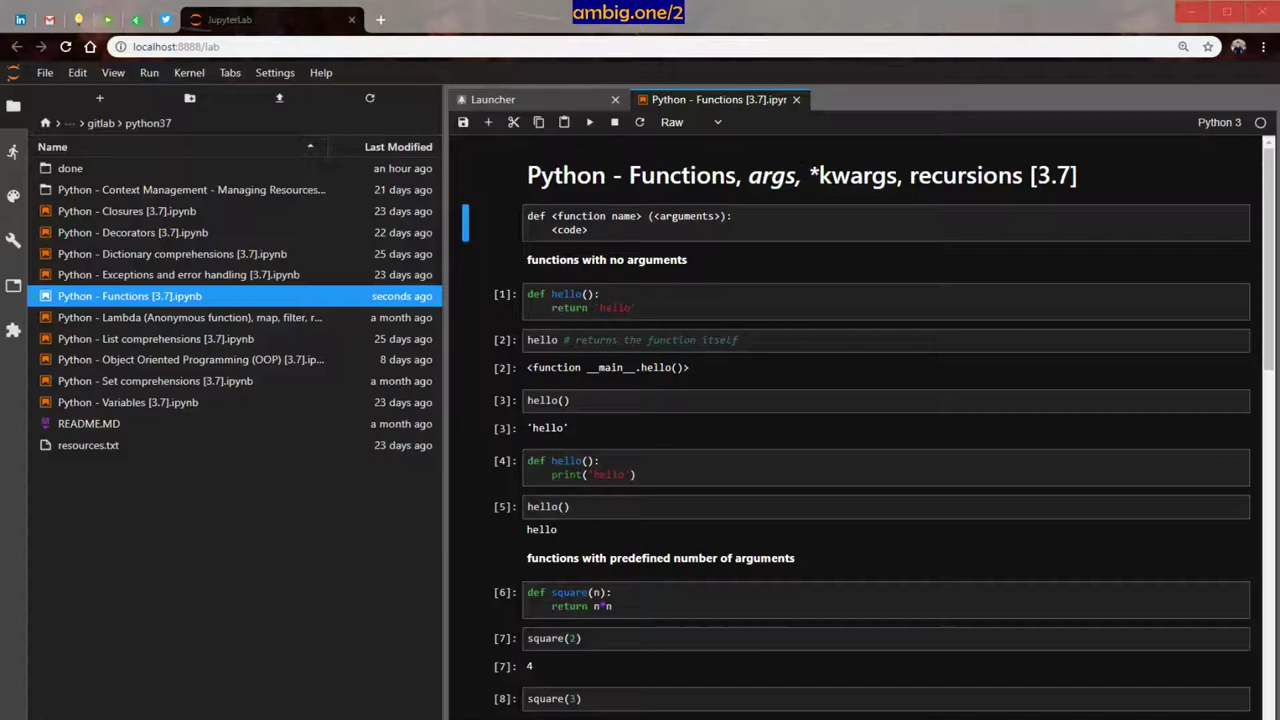 ambig.one/2
JupyterLab
localhost:8888/lab
File Edit View Run Kernel Tabs Settings Help
··· gitlab python37
Name Last Modified
done an hour ago
Python - Context Management - Managing Resources... 21 days ago
Python - Closures [3.7].ipynb 23 days ago
Python - Decorators [3.7].ipynb 22 days ago
Python - Dictionary comprehensions [3.7].ipynb 25 days ago
Python - Exceptions and error handling [3.7].ipynb 23 days ago
Python - Functions [3.7].ipynb seconds ago
Python - Lambda (Anonymous function), map, filter, r... a month ago
Python - List comprehensions [3.7].ipynb 25 days ago
Python - Object Oriented Programming (OOP) [3.7].ip... 8 days ago
Python - Set comprehensions [3.7].ipynb a month ago
Python - Variables [3.7].ipynb 23 days ago
README.MD a month ago
resources.txt 23 days ago
Launcher Python - Functions [3.7].ipyr
Raw Python 3
Python - Functions, args, *kwargs, recursions [3.7]
def <function name> (<arguments>):
<code>
functions with no arguments
[1]: def hello():
return 'hello'
[2]: hello # returns the function itself
[2]: <function __main__.hello()>
[3]: hello()
[3]: 'hello'
[4]: def hello():
print('hello')
[5]: hello()
hello
functions with predefined number of arguments
[6]: def square(n):
return n*n
[7]: square(2)
[7]: 4
[8]: square(3)